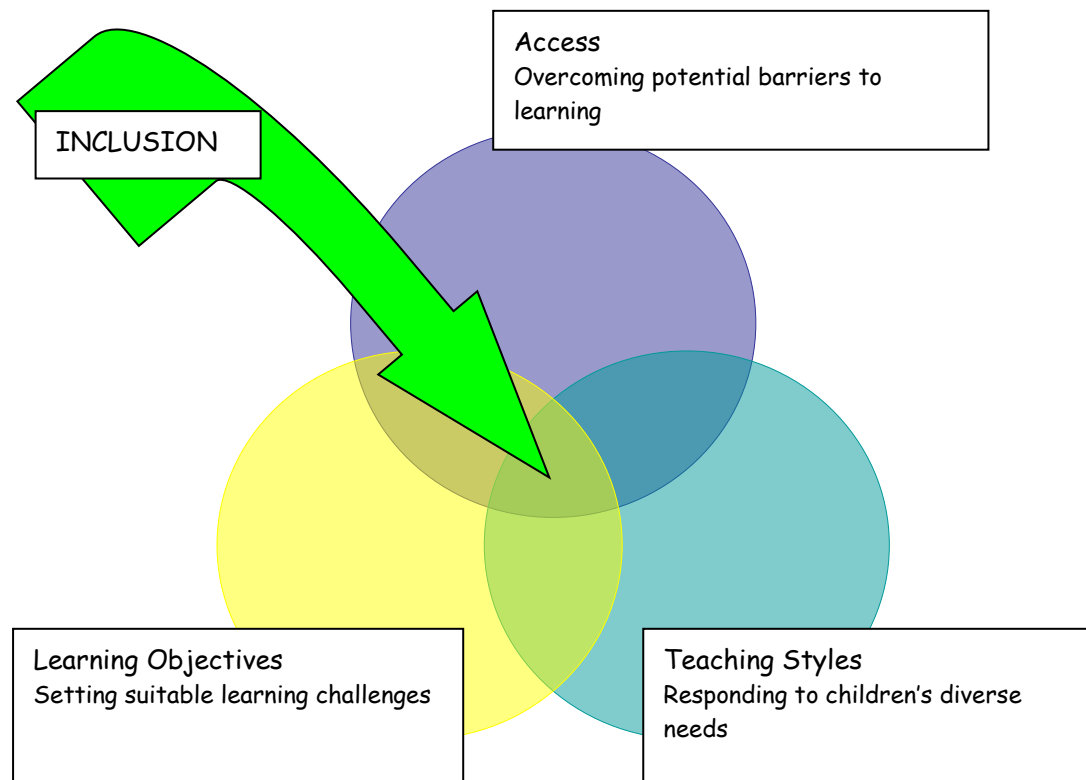 Access
Overcoming potential barriers to
learning
INCLUSION
Learning Objectives
Setting suitable learning challenges
Teaching Styles
Responding to children’s diverse
needs